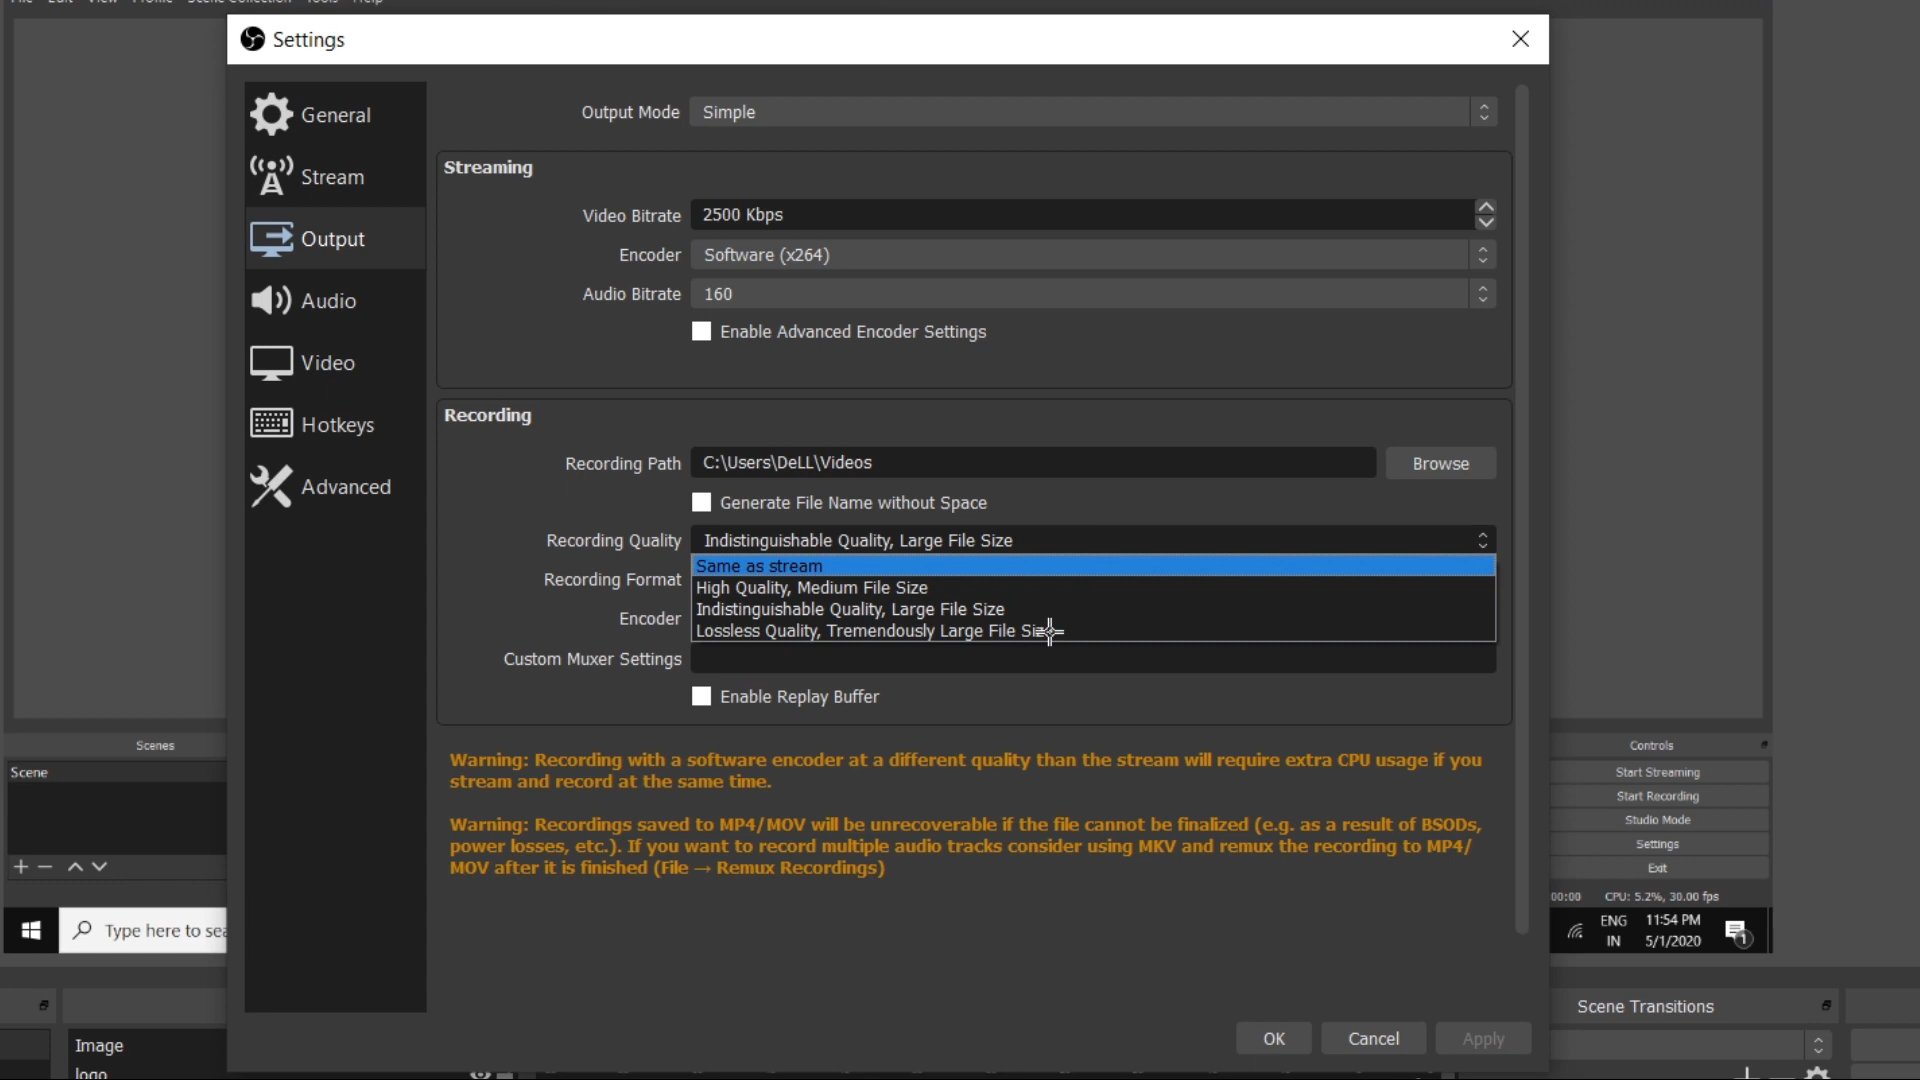 Settings
General
Stream
Output
Audio
Video
Hotkeys
Advanced
Output Mode Simple
Streaming
Video Bitrate 2500 Kbps
Encoder Software (x264)
Audio Bitrate 160
Enable Advanced Encoder Settings
Recording
Recording Path C:\Users\DeLL\Videos Browse
Generate File Name without Space
Recording Quality Indistinguishable Quality, Large File Size
Same as stream
Recording Format
High Quality, Medium File Size
Indistinguishable Quality, Large File Size
Encoder
Lossless Quality, Tremendously Large File Size
Custom Muxer Settings
Enable Replay Buffer
Warning: Recording with a software encoder at a different quality than the stream will require extra CPU usage if you
stream and record at the same time.
Warning: Recordings saved to MP4/MOV will be unrecoverable if the file cannot be finalized (e.g. as a result of BSODs,
power losses, etc.). If you want to record multiple audio tracks consider using MKV and remux the recording to MP4/
MOV after it is finished (File → Remux Recordings)
OK Cancel Apply
Scenes
Scene
Type here to sea
Controls
Start Streaming
Start Recording
Studio Mode
Settings
Exit
00:00 CPU: 5.2%, 30.00 fps
ENG 11:54 PM
IN 5/1/2020 1
Scene Transitions
Image
logo